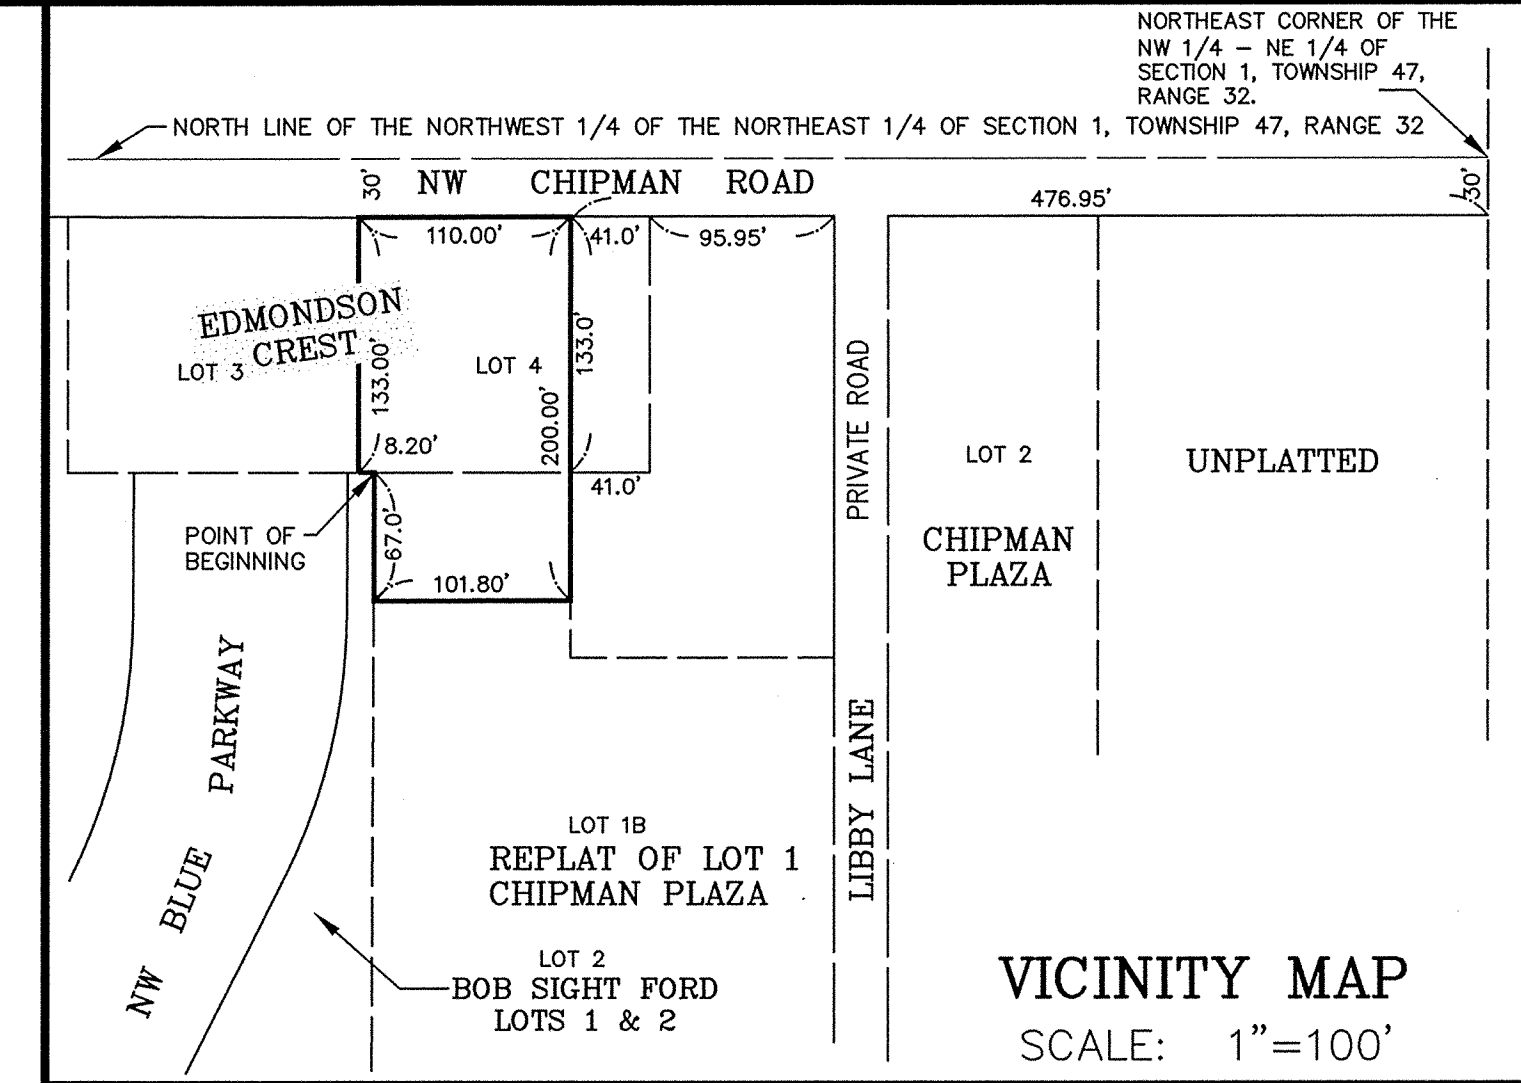 NORTHEAST CORNER OF THE
NW 1/4 – NE 1/4 OF
SECTION 1, TOWNSHIP 47,
RANGE 32.
NORTH LINE OF THE NORTHWEST 1/4 OF THE NORTHEAST 1/4 OF SECTION 1, TOWNSHIP 47, RANGE 32
30'
NW CHIPMAN ROAD
476.95'
30'
110.00'
41.0'
95.95'
EDMONDSON
CREST
LOT 3
133.00'
LOT 4
133.0'
200.00'
8.20'
41.0'
PRIVATE ROAD
LOT 2
UNPLATTED
CHIPMAN
PLAZA
POINT OF
BEGINNING
67.0'
101.80'
NW BLUE PARKWAY
LIBBY LANE
LOT 1B
REPLAT OF LOT 1
CHIPMAN PLAZA
LOT 2
BOB SIGHT FORD
LOTS 1 & 2
VICINITY MAP
SCALE: 1"=100'